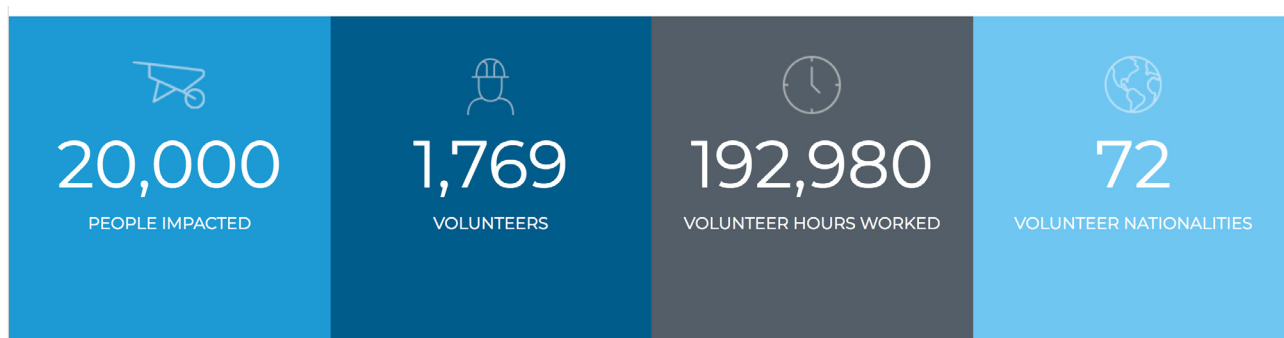 20,000
PEOPLE IMPACTED
1,769
VOLUNTEERS
192,980
VOLUNTEER HOURS WORKED
72
VOLUNTEER NATIONALITIES